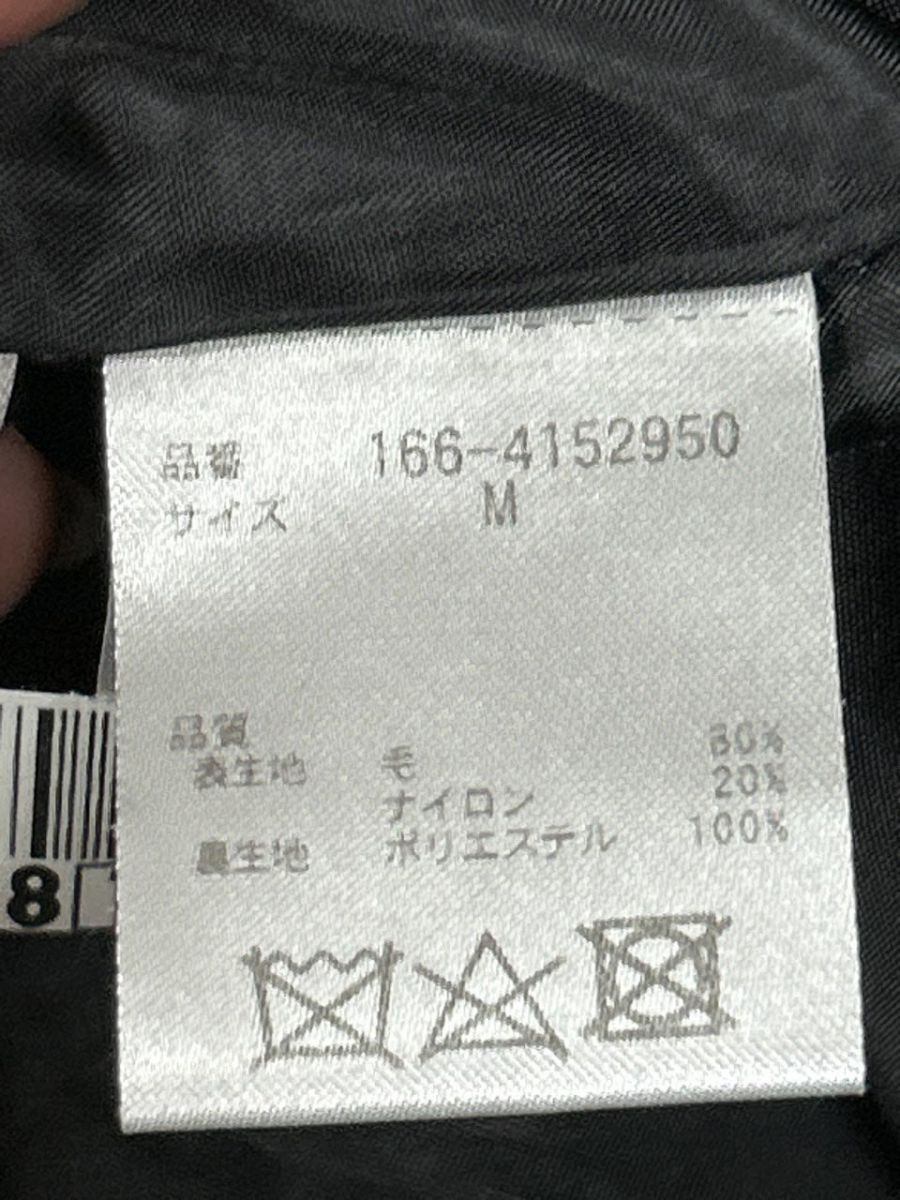 品番 166-4152950
サイズ M
品質
表生地 毛 80%
ナイロン 20%
裏生地 ポリエステル 100%
8